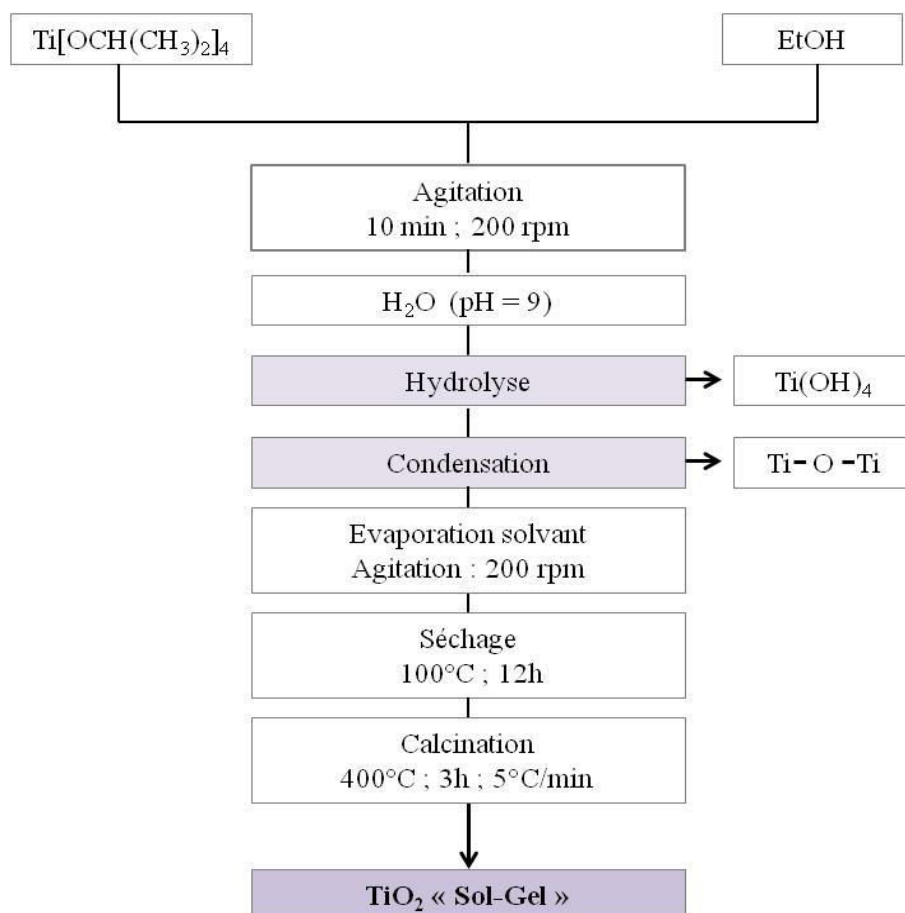 Ti[OCH(CH₃)₂]₄
EtOH
Agitation
10 min ; 200 rpm
H₂O (pH = 9)
Hydrolyse
Ti(OH)₄
Condensation
Ti - O - Ti
Evaporation solvant
Agitation : 200 rpm
Séchage
100°C ; 12h
Calcination
400°C ; 3h ; 5°C/min
TiO₂ « Sol-Gel »